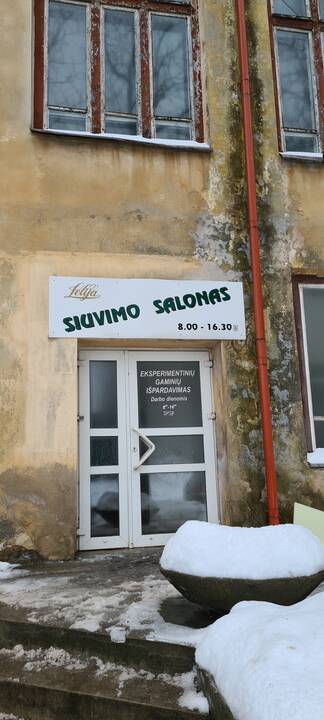 Lelija
SIUVIMO SALONAS
8.00 - 16.30
EKSPERIMENTINIŲ
GAMINIŲ
IŠPARDAVIMAS
Darbo dienomis